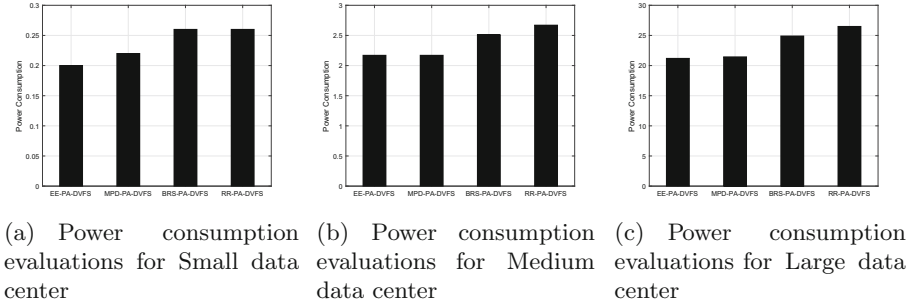 0.3
0.25
0.2
0.15
0.1
0.05
0
Power Consumption
EE-PA-DVFS MPD-PA-DVFS BRS-PA-DVFS RR-PA-DVFS
3
2.5
2
1.5
1
0.5
0
Power Consumption
EE-PA-DVFS MPD-PA-DVFS BRS-PA-DVFS RR-PA-DVFS
30
25
20
15
10
5
0
Power Consumption
EE-PA-DVFS MPD-PA-DVFS BRS-PA-DVFS RR-PA-DVFS
(a) Power consumption
evaluations for Small data
center
(b) Power consumption
evaluations for Medium
data center
(c) Power consumption
evaluations for Large data
center